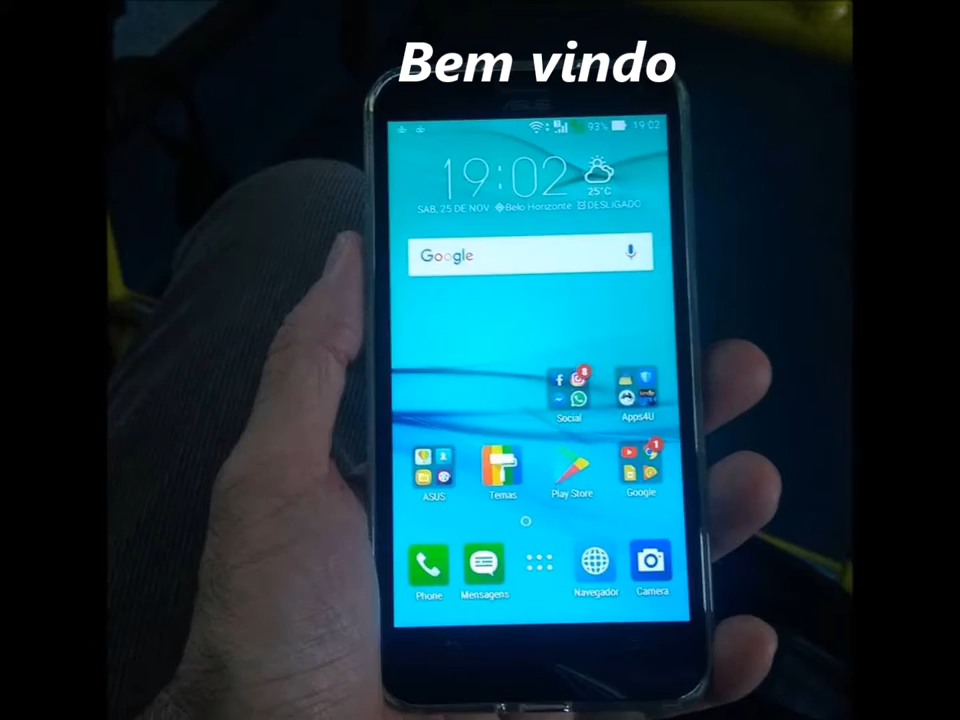 Bem vindo
ASUS
93% 19:02
19:02
25°C
SAB, 25 DE NOV Belo Horizonte DESLIGADO
Google
8
Social Apps4U
1
ASUS Temas Play Store Google
Phone Mensagens Navegador Camera